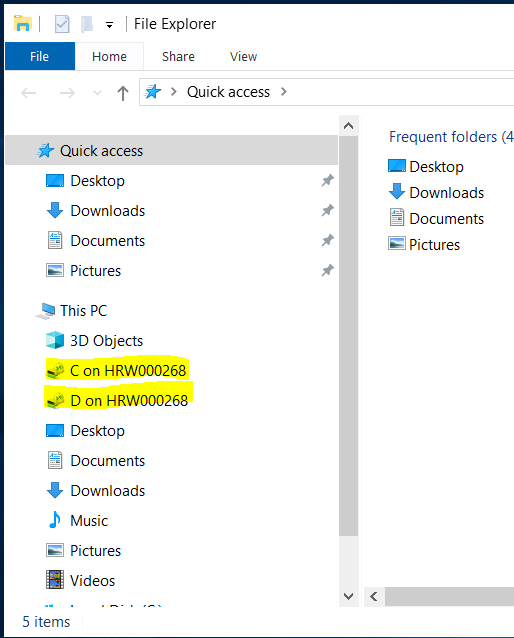 File Explorer
File Home Share View
Quick access
Quick access
Desktop
Downloads
Documents
Pictures
This PC
3D Objects
C on HRW000268
D on HRW000268
Desktop
Documents
Downloads
Music
Pictures
Videos
Frequent folders (4
Desktop
Downloads
Documents
Pictures
5 items